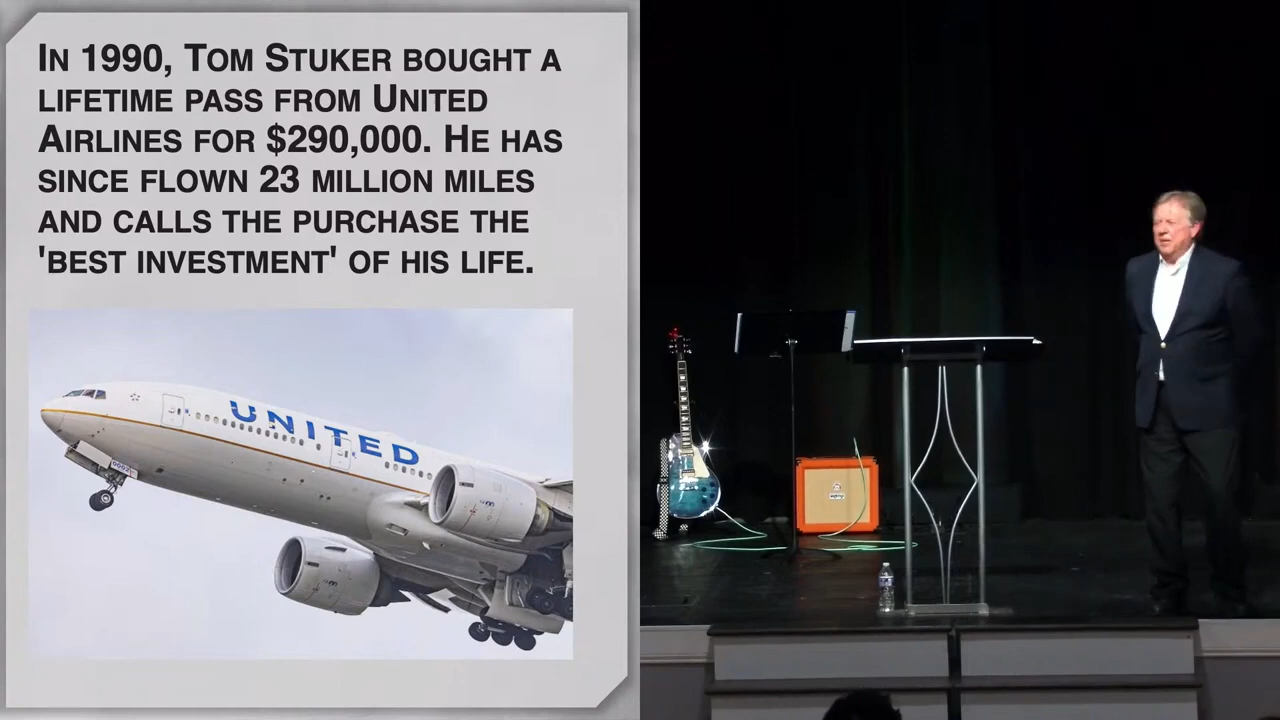 In 1990, Tom Stuker bought a
lifetime pass from United
Airlines for $290,000. He has
since flown 23 million miles
and calls the purchase the
'best investment' of his life.
UNITED